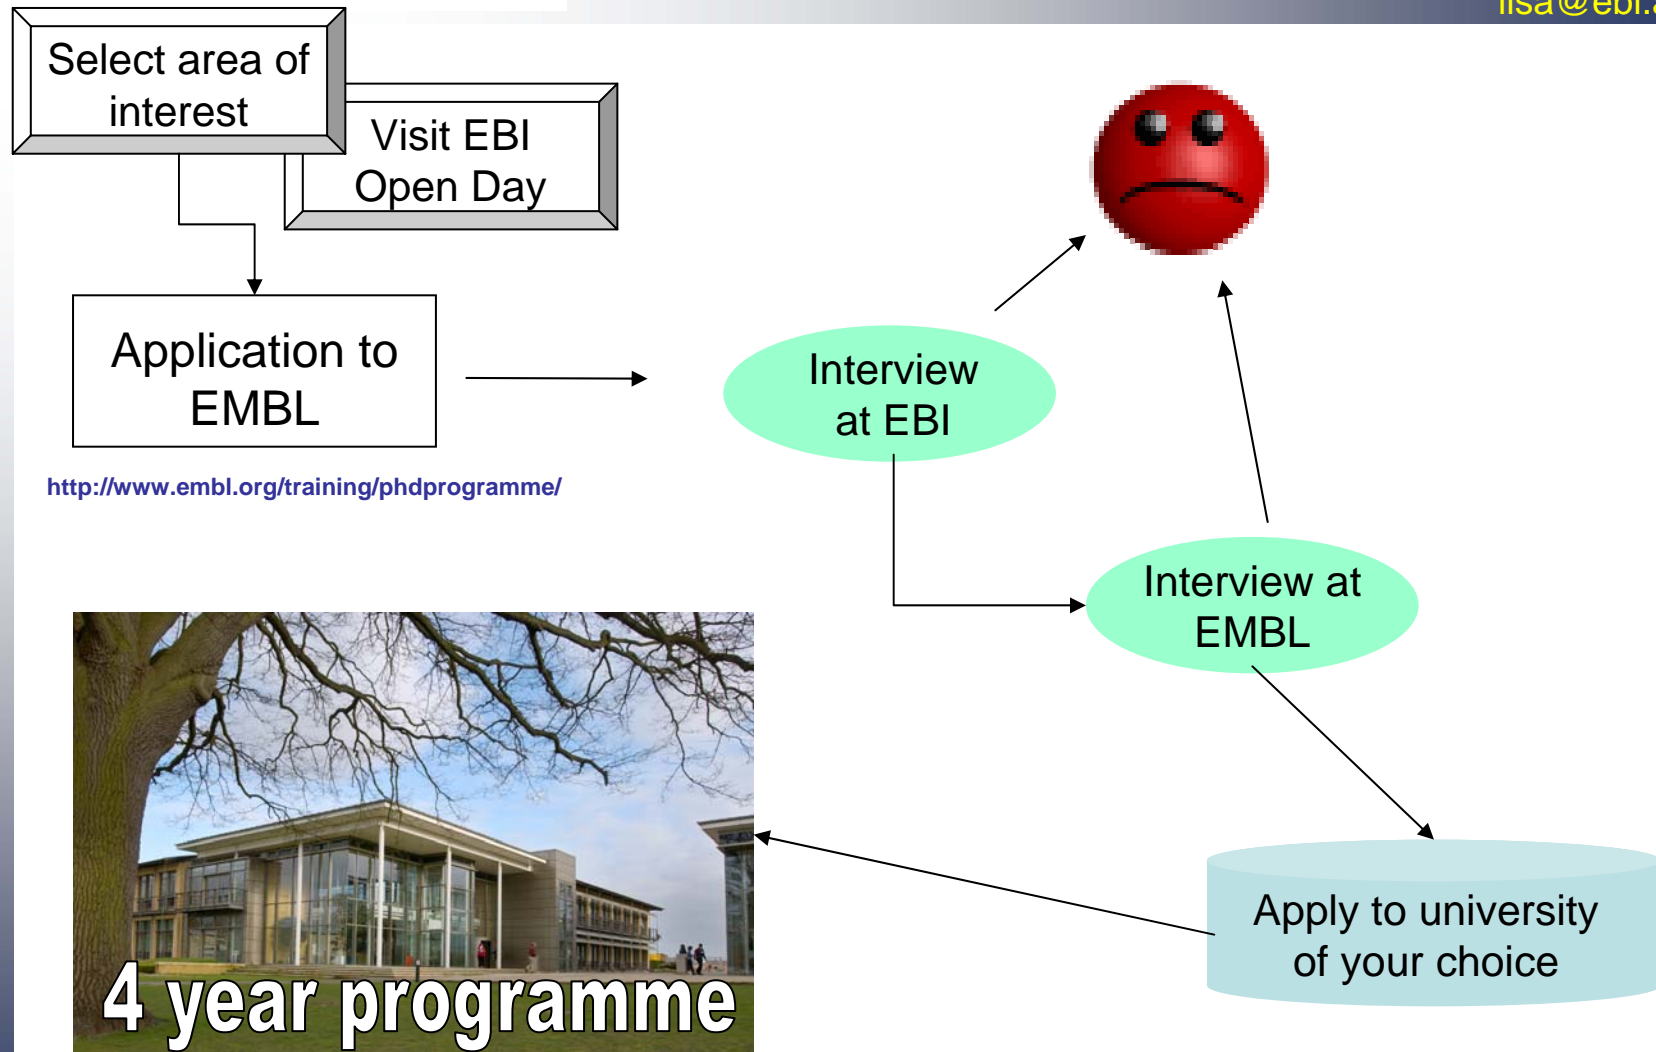 Select area of
interest
Visit EBI
Open Day
Application to
EMBL
http://www.embl.org/training/phdprogramme/
Interview
at EBI
Interview at
EMBL
Apply to university
of your choice
4 year programme